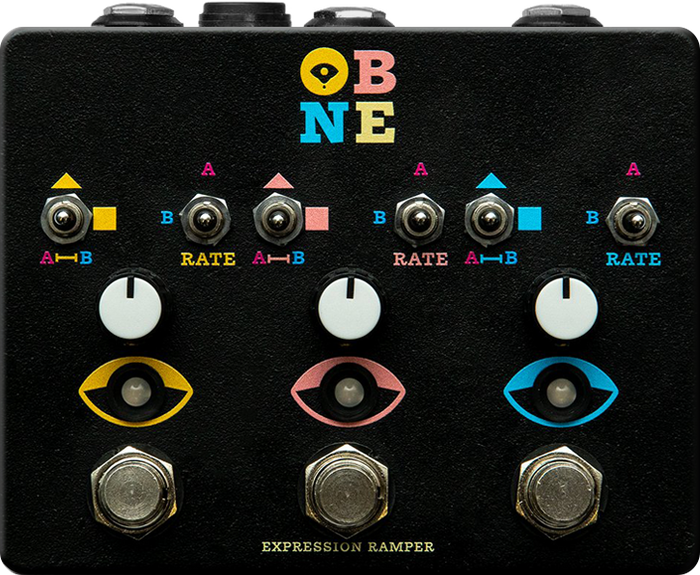 OB
NE
A A A
B B B
A B RATE A B RATE A B RATE
EXPRESSION RAMPER